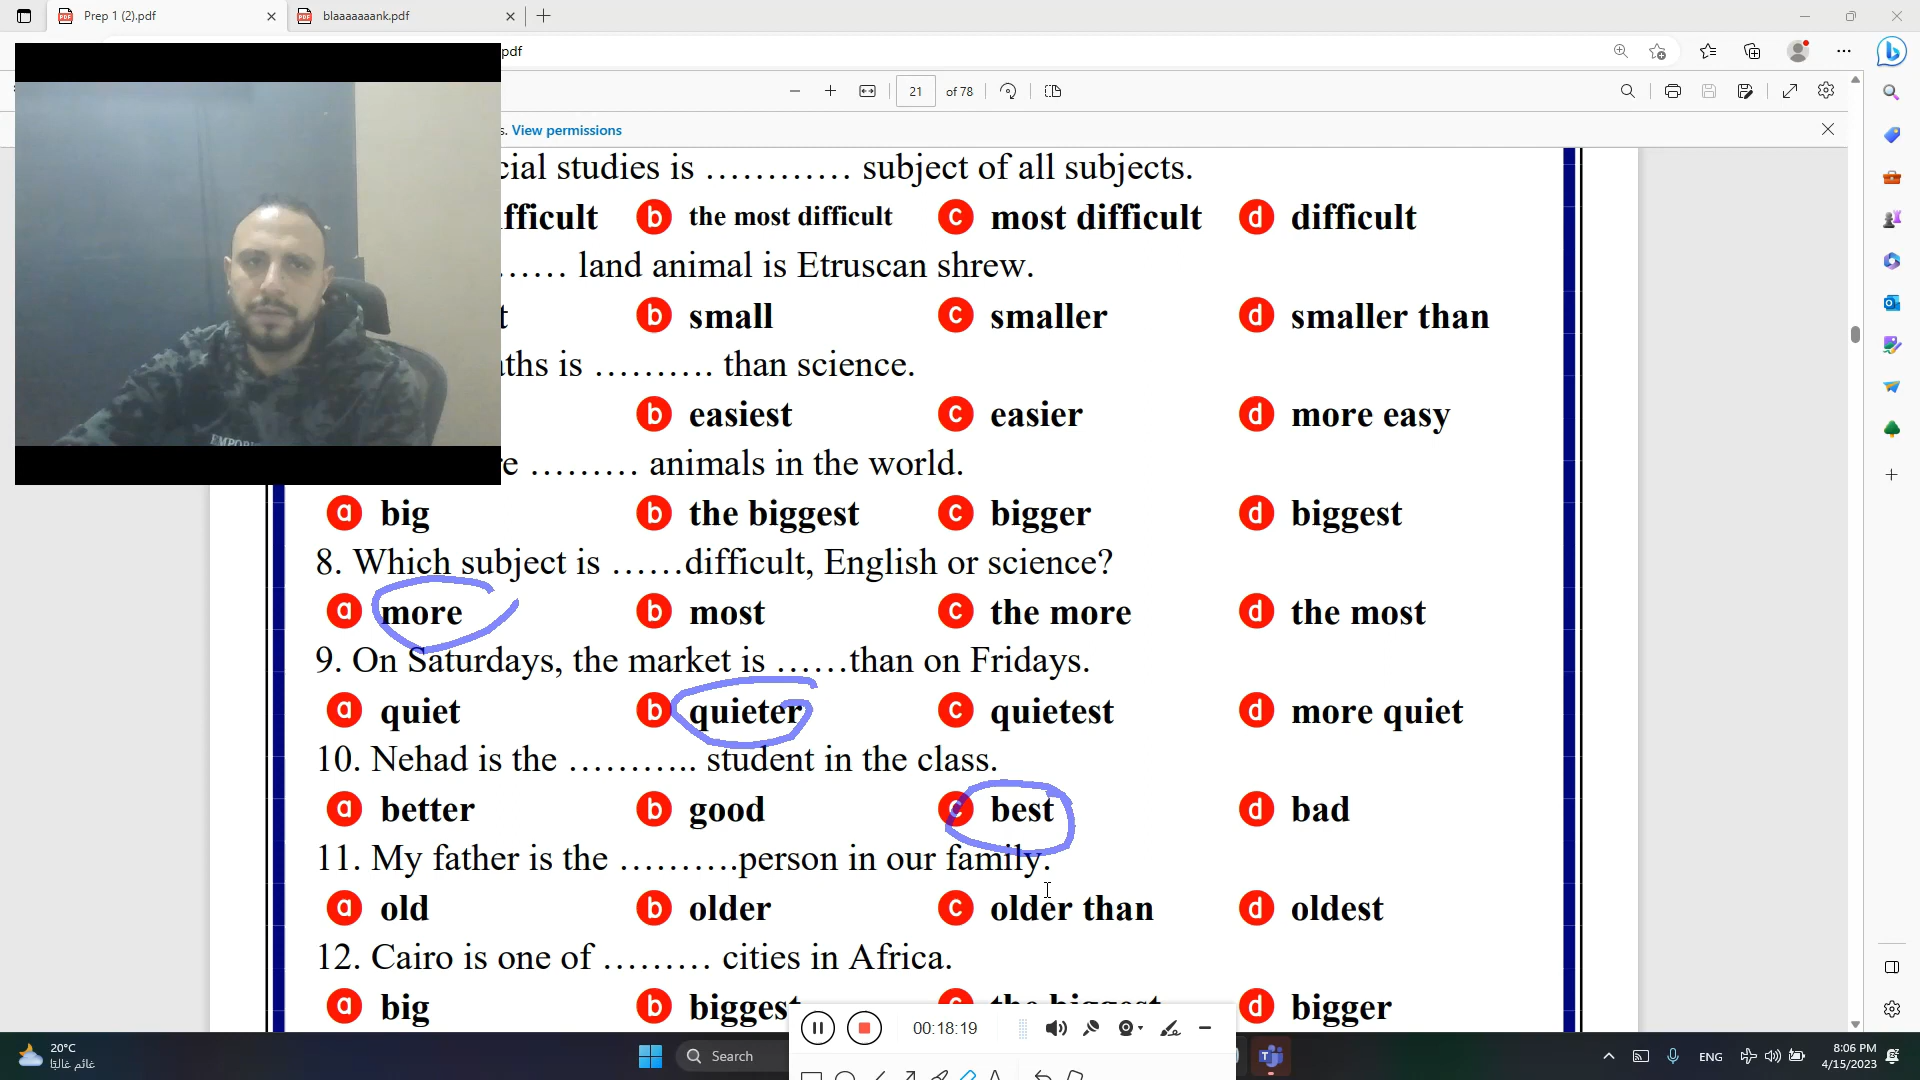 Prep 1 (2).pdf
blaaaaaaank.pdf
pdf
21 of 78
s. View permissions
cial studies is ………… subject of all subjects.
fficult b the most difficult c most difficult d difficult
…… land animal is Etruscan shrew.
t b small c smaller d smaller than
ths is ………. than science.
b easiest c easier d more easy
re ……… animals in the world.
a big b the biggest c bigger d biggest
8. Which subject is ……difficult, English or science?
a more b most c the more d the most
9. On Saturdays, the market is ……than on Fridays.
a quiet b quieter c quietest d more quiet
10. Nehad is the ……….. student in the class.
a better b good c best d bad
11. My father is the ……….person in our family.
a old b older c older than d oldest
12. Cairo is one of ……… cities in Africa.
a big b biggest c the biggest d bigger
EMPORI
00:18:19
20°C
غائم غالبًا
Search
ENG
8:06 PM
4/15/2023